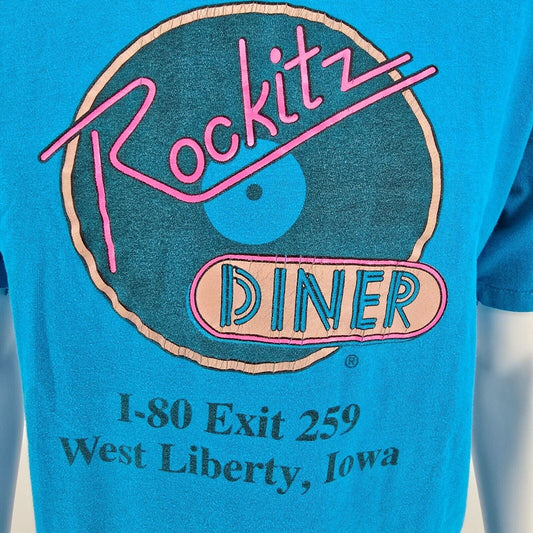 Rockitz
DINER
®
I-80 Exit 259
West Liberty, Iowa